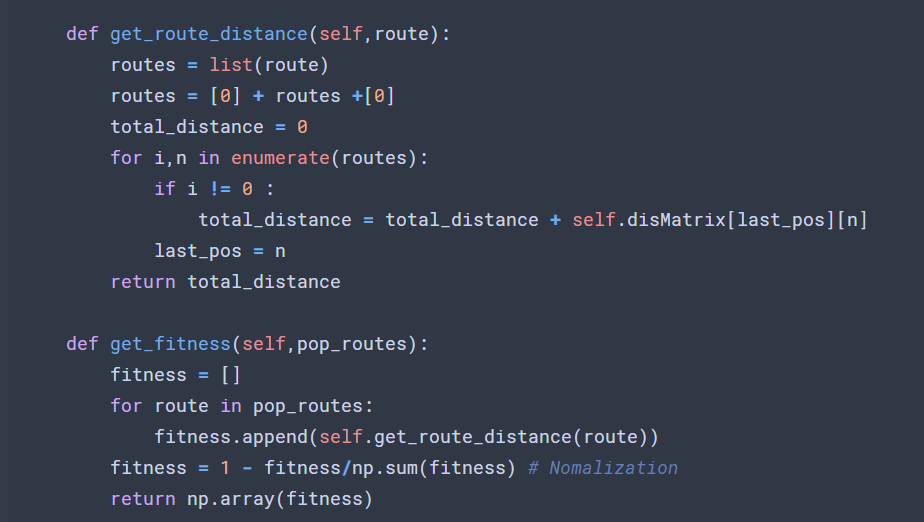 def get_route_distance(self,route):
routes = list(route)
routes = [0] + routes +[0]
total_distance = 0
for i,n in enumerate(routes):
if i != 0 :
total_distance = total_distance + self.disMatrix[last_pos][n]
last_pos = n
return total_distance
def get_fitness(self,pop_routes):
fitness = []
for route in pop_routes:
fitness.append(self.get_route_distance(route))
fitness = 1 - fitness/np.sum(fitness) # Nomalization
return np.array(fitness)